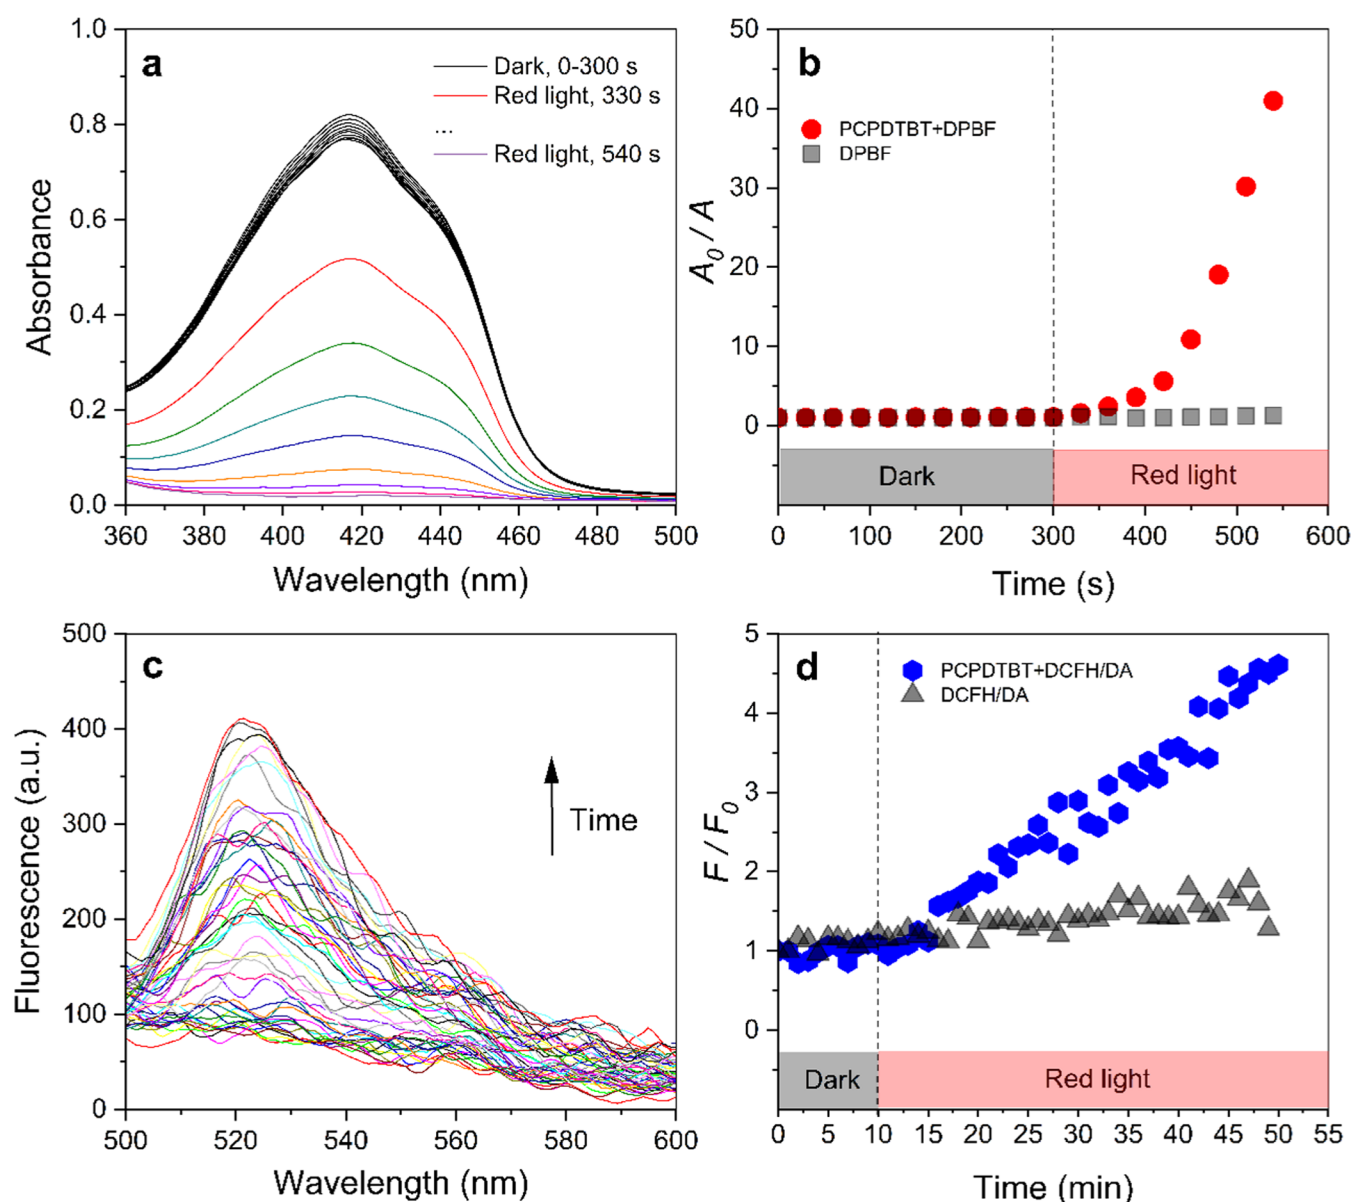 a
Dark, 0-300 s
Red light, 330 s
...
Red light, 540 s
1.0
0.8
0.6
0.4
0.2
0.0
Absorbance
360 380 400 420 440 460 480 500
Wavelength (nm)
b
PCPDTBT+DPBF
DPBF
50
40
30
20
10
0
A0 / A
Dark
Red light
0 100 200 300 400 500 600
Time (s)
c
Time
500
400
300
200
100
0
Fluorescence (a.u.)
500 520 540 560 580 600
Wavelength (nm)
d
PCPDTBT+DCFH/DA
DCFH/DA
5
4
3
2
1
0
F / F0
Dark
Red light
0 5 10 15 20 25 30 35 40 45 50 55
Time (min)